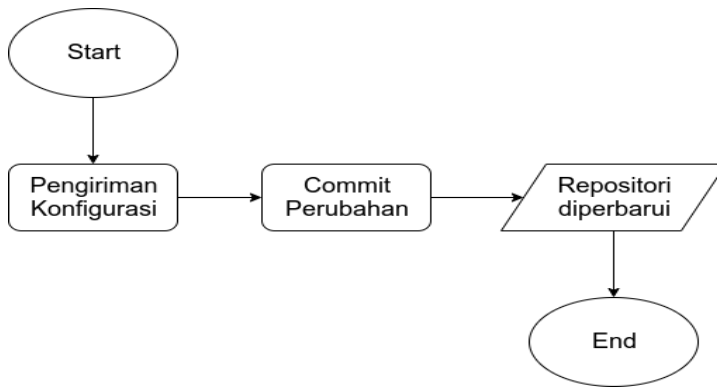 Start
Pengiriman
Konfigurasi
Commit
Perubahan
Repositori
diperbarui
End